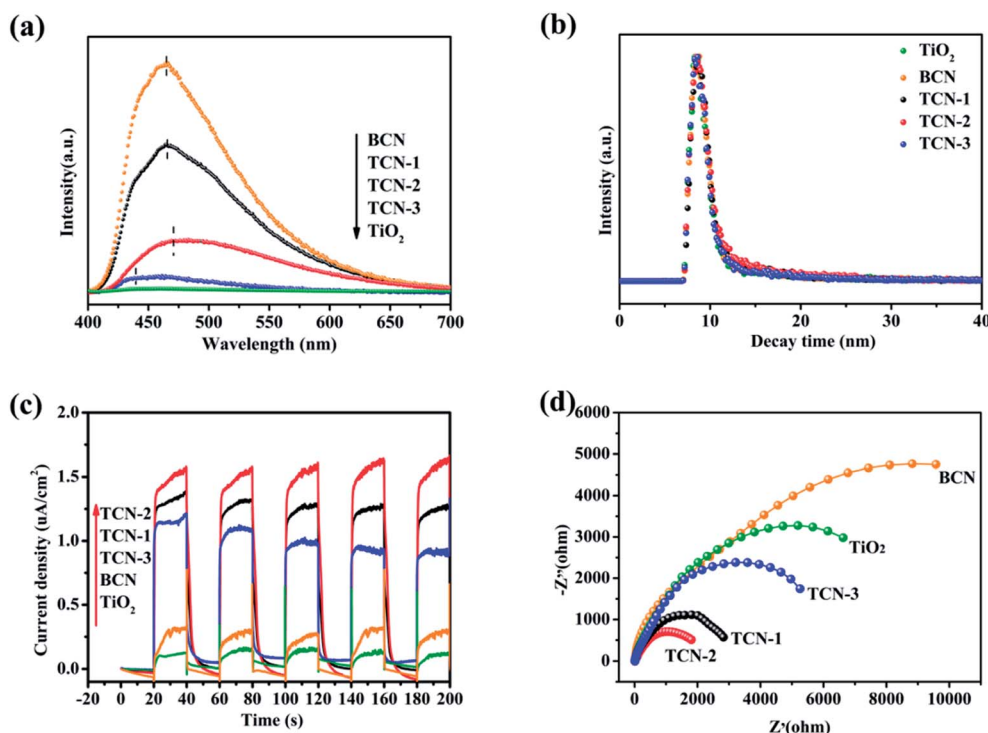 (a)
Intensity(a.u.)
BCN
TCN-1
TCN-2
TCN-3
TiO2
400 450 500 550 600 650 700
Wavelength (nm)
(b)
Intensity (a.u.)
TiO2
BCN
TCN-1
TCN-2
TCN-3
0 10 20 30 40
Decay time (nm)
(c)
Current density (uA/cm2)
2.0
1.5
1.0
0.5
0.0
TCN-2
TCN-1
TCN-3
BCN
TiO2
-20 0 20 40 60 80 100 120 140 160 180 200
Time (s)
(d)
-Z''(ohm)
6000
5000
4000
3000
2000
1000
0
BCN
TiO2
TCN-3
TCN-1
TCN-2
0 2000 4000 6000 8000 10000
Z'(ohm)